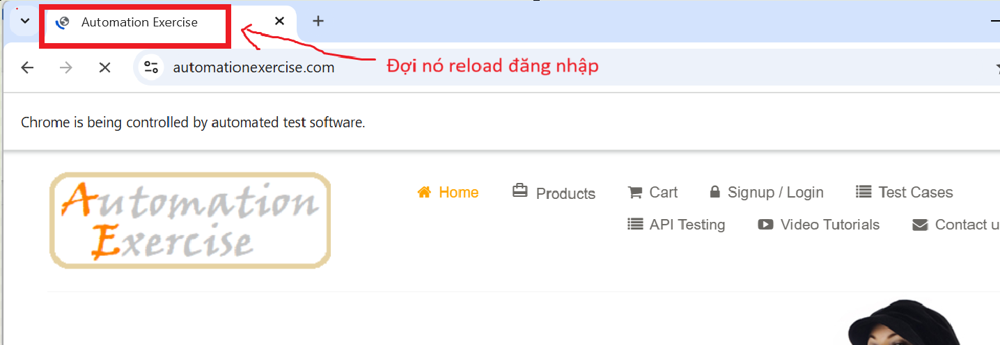 Automation Exercise
automationexercise.com
Đợi nó reload đăng nhập
Chrome is being controlled by automated test software.
Automation
Exercise
Home Products Cart Signup / Login Test Cases
API Testing Video Tutorials Contact u